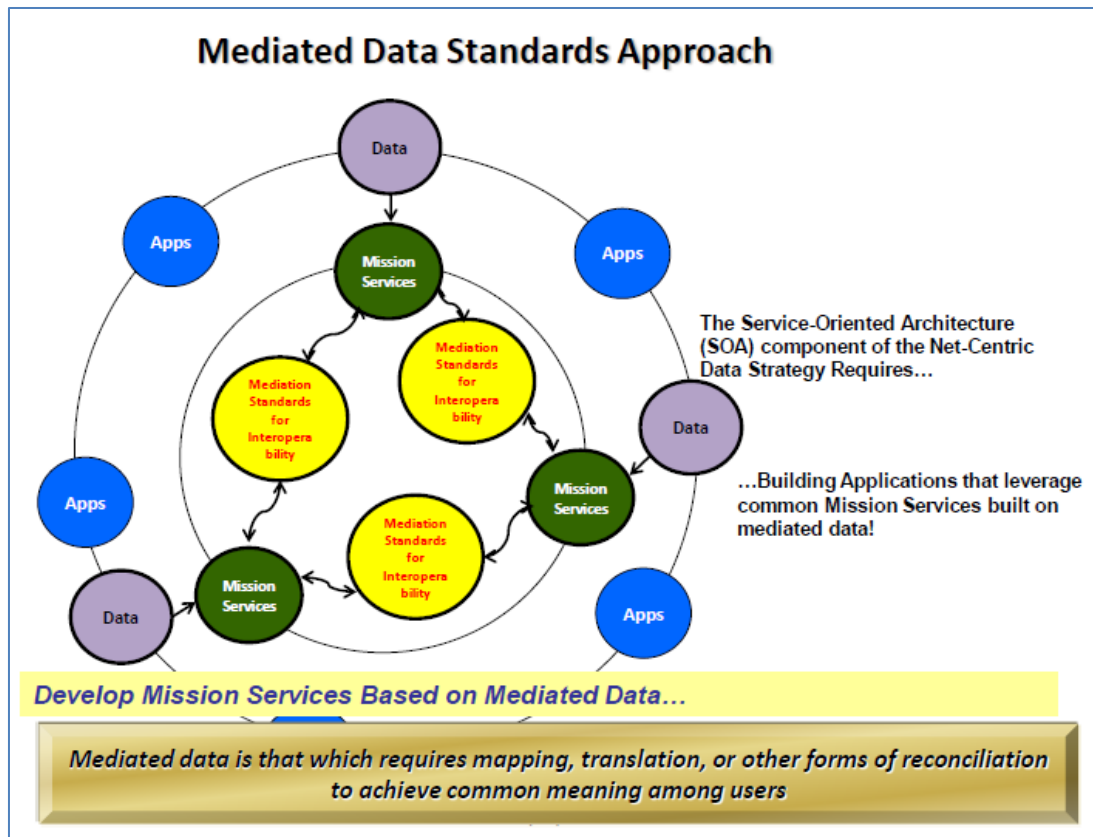 Mediated Data Standards Approach
Data
Apps
Apps
Mission
Services
Mediation
Standards
for
Interopera
bility
Mediation
Standards
for
Interopera
bility
The Service-Oriented Architecture
(SOA) component of the Net-Centric
Data Strategy Requires…
Data
…Building Applications that leverage
common Mission Services built on
mediated data!
Apps
Mission
Services
Mediation
Standards
for
Interopera
bility
Mission
Services
Data
Apps
Develop Mission Services Based on Mediated Data…
Mediated data is that which requires mapping, translation, or other forms of reconciliation
to achieve common meaning among users